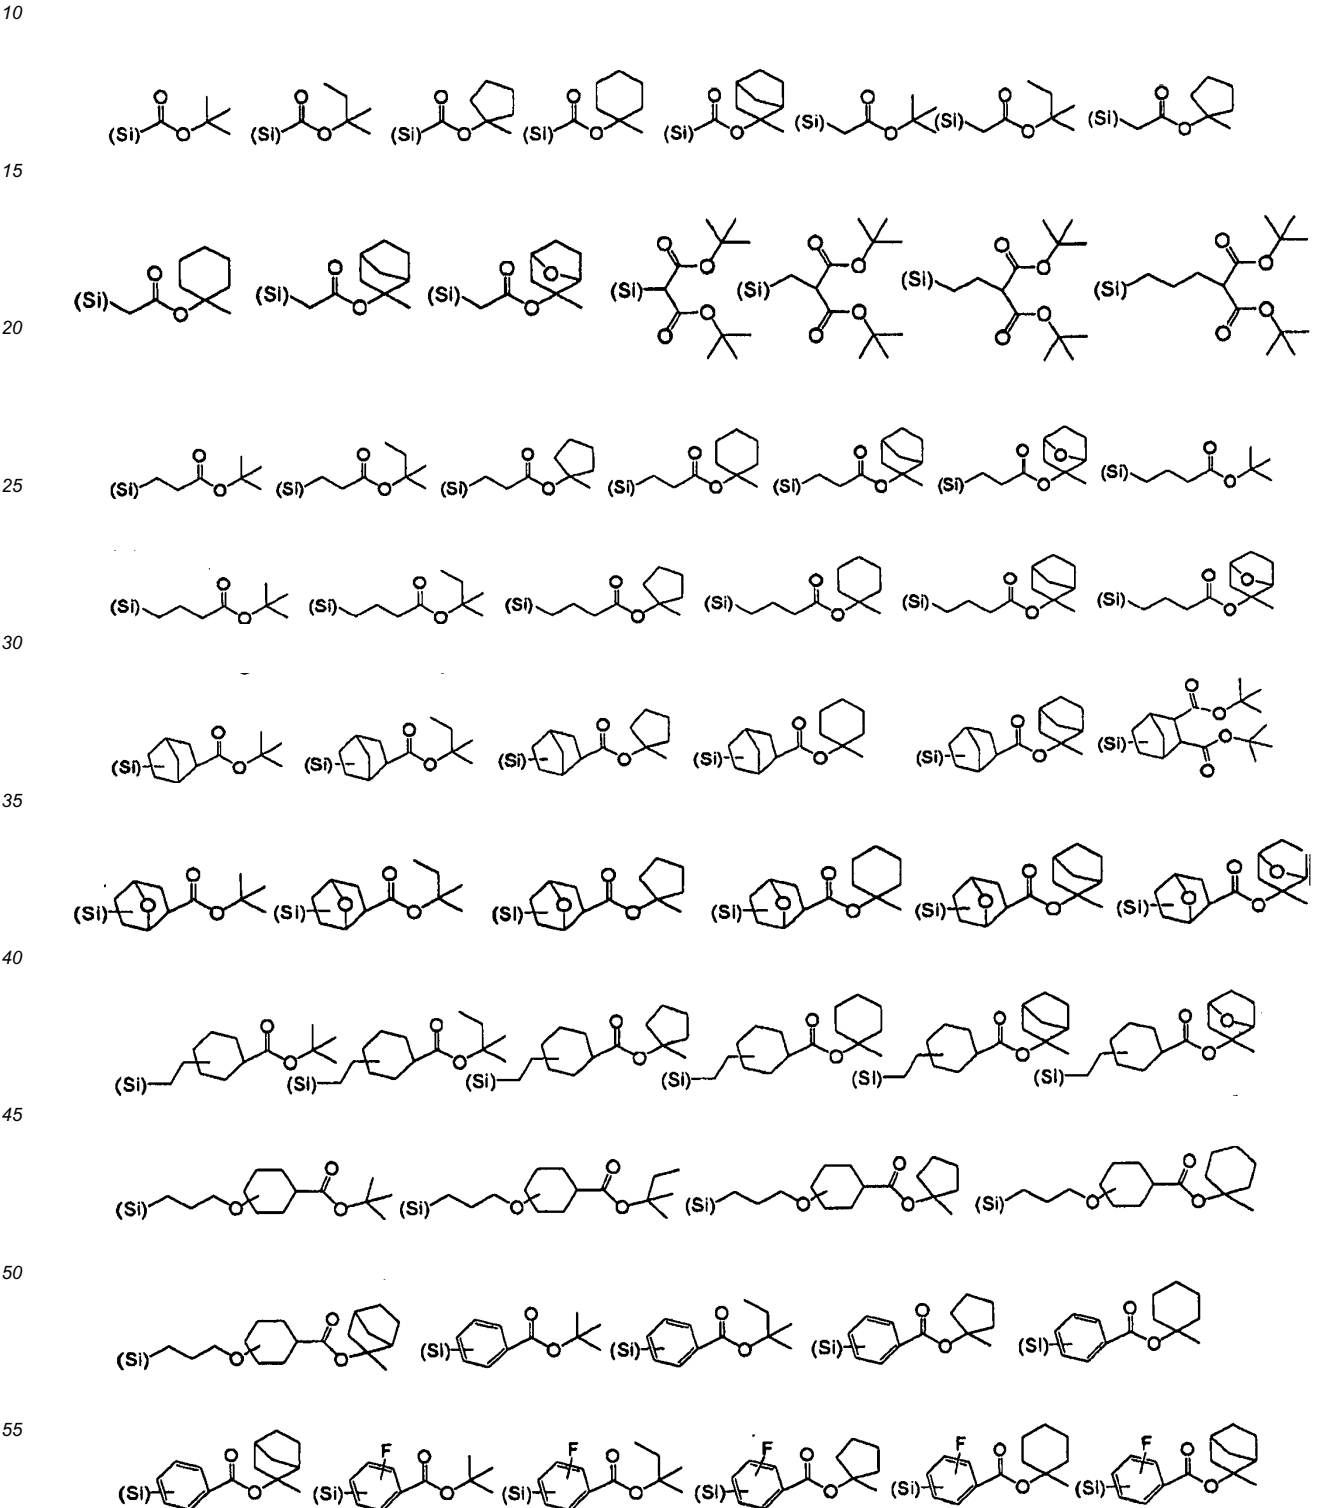 10
O O O O O O O O
(Si) O (Si) O (Si) O (Si) O (Si) O (Si) O (Si) O (Si) O
15
O O O O O O O O O O O O
(Si) O (Si) O (Si) O (Si) (Si) (Si) (Si)
20
O O O O O O O O
O O O O O O O O
25
(Si) O (Si) O (Si) O (Si) O (Si) O (Si) O (Si) O
O O O O O O O
(Si) O (Si) O (Si) O (Si) O (Si) O (Si) O
30
O O O O O O O
(Si) O (Si) O (Si) O (Si) O (Si) O (Si) O
O
35
O O O O O O O
(Si) O O (Si) O O (Si) O O (Si) O O (Si) O O (Si) O O
40
O O O O O O O
O O O O O O
(Si) (Si) (Si) (Si) (Si) (Si)
45
O O O O
(Si) O O (Si) O O (Si) O O (Si) O O
50
O O O O O
(Si) O O (Si) O (Si) O (Si) O (Si) O
55
O F O F O F O F O F O
(Si) O (Si) O (Si) O (Si) O (Si) O (Si) O